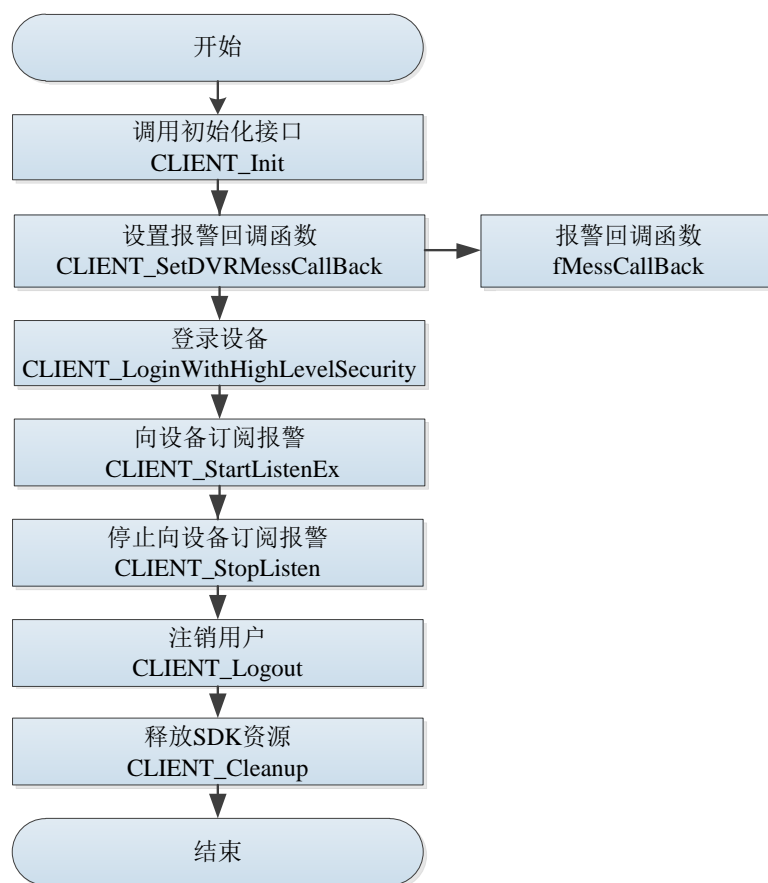 开始
调用初始化接口
CLIENT_Init
设置报警回调函数
CLIENT_SetDVRMessCallBack
报警回调函数
fMessCallBack
登录设备
CLIENT_LoginWithHighLevelSecurity
向设备订阅报警
CLIENT_StartListenEx
停止向设备订阅报警
CLIENT_StopListen
注销用户
CLIENT_Logout
释放SDK资源
CLIENT_Cleanup
结束